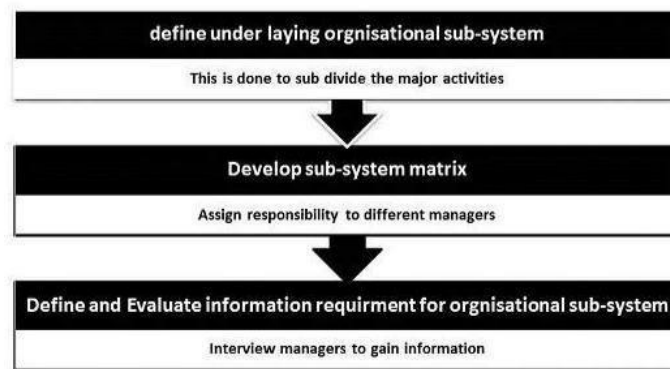 define under laying orgnisational sub-system
This is done to sub divide the major activities
Develop sub-system matrix
Assign responsibility to different managers
Define and Evaluate information requirment for orgnisational sub-system
Interview managers to gain information